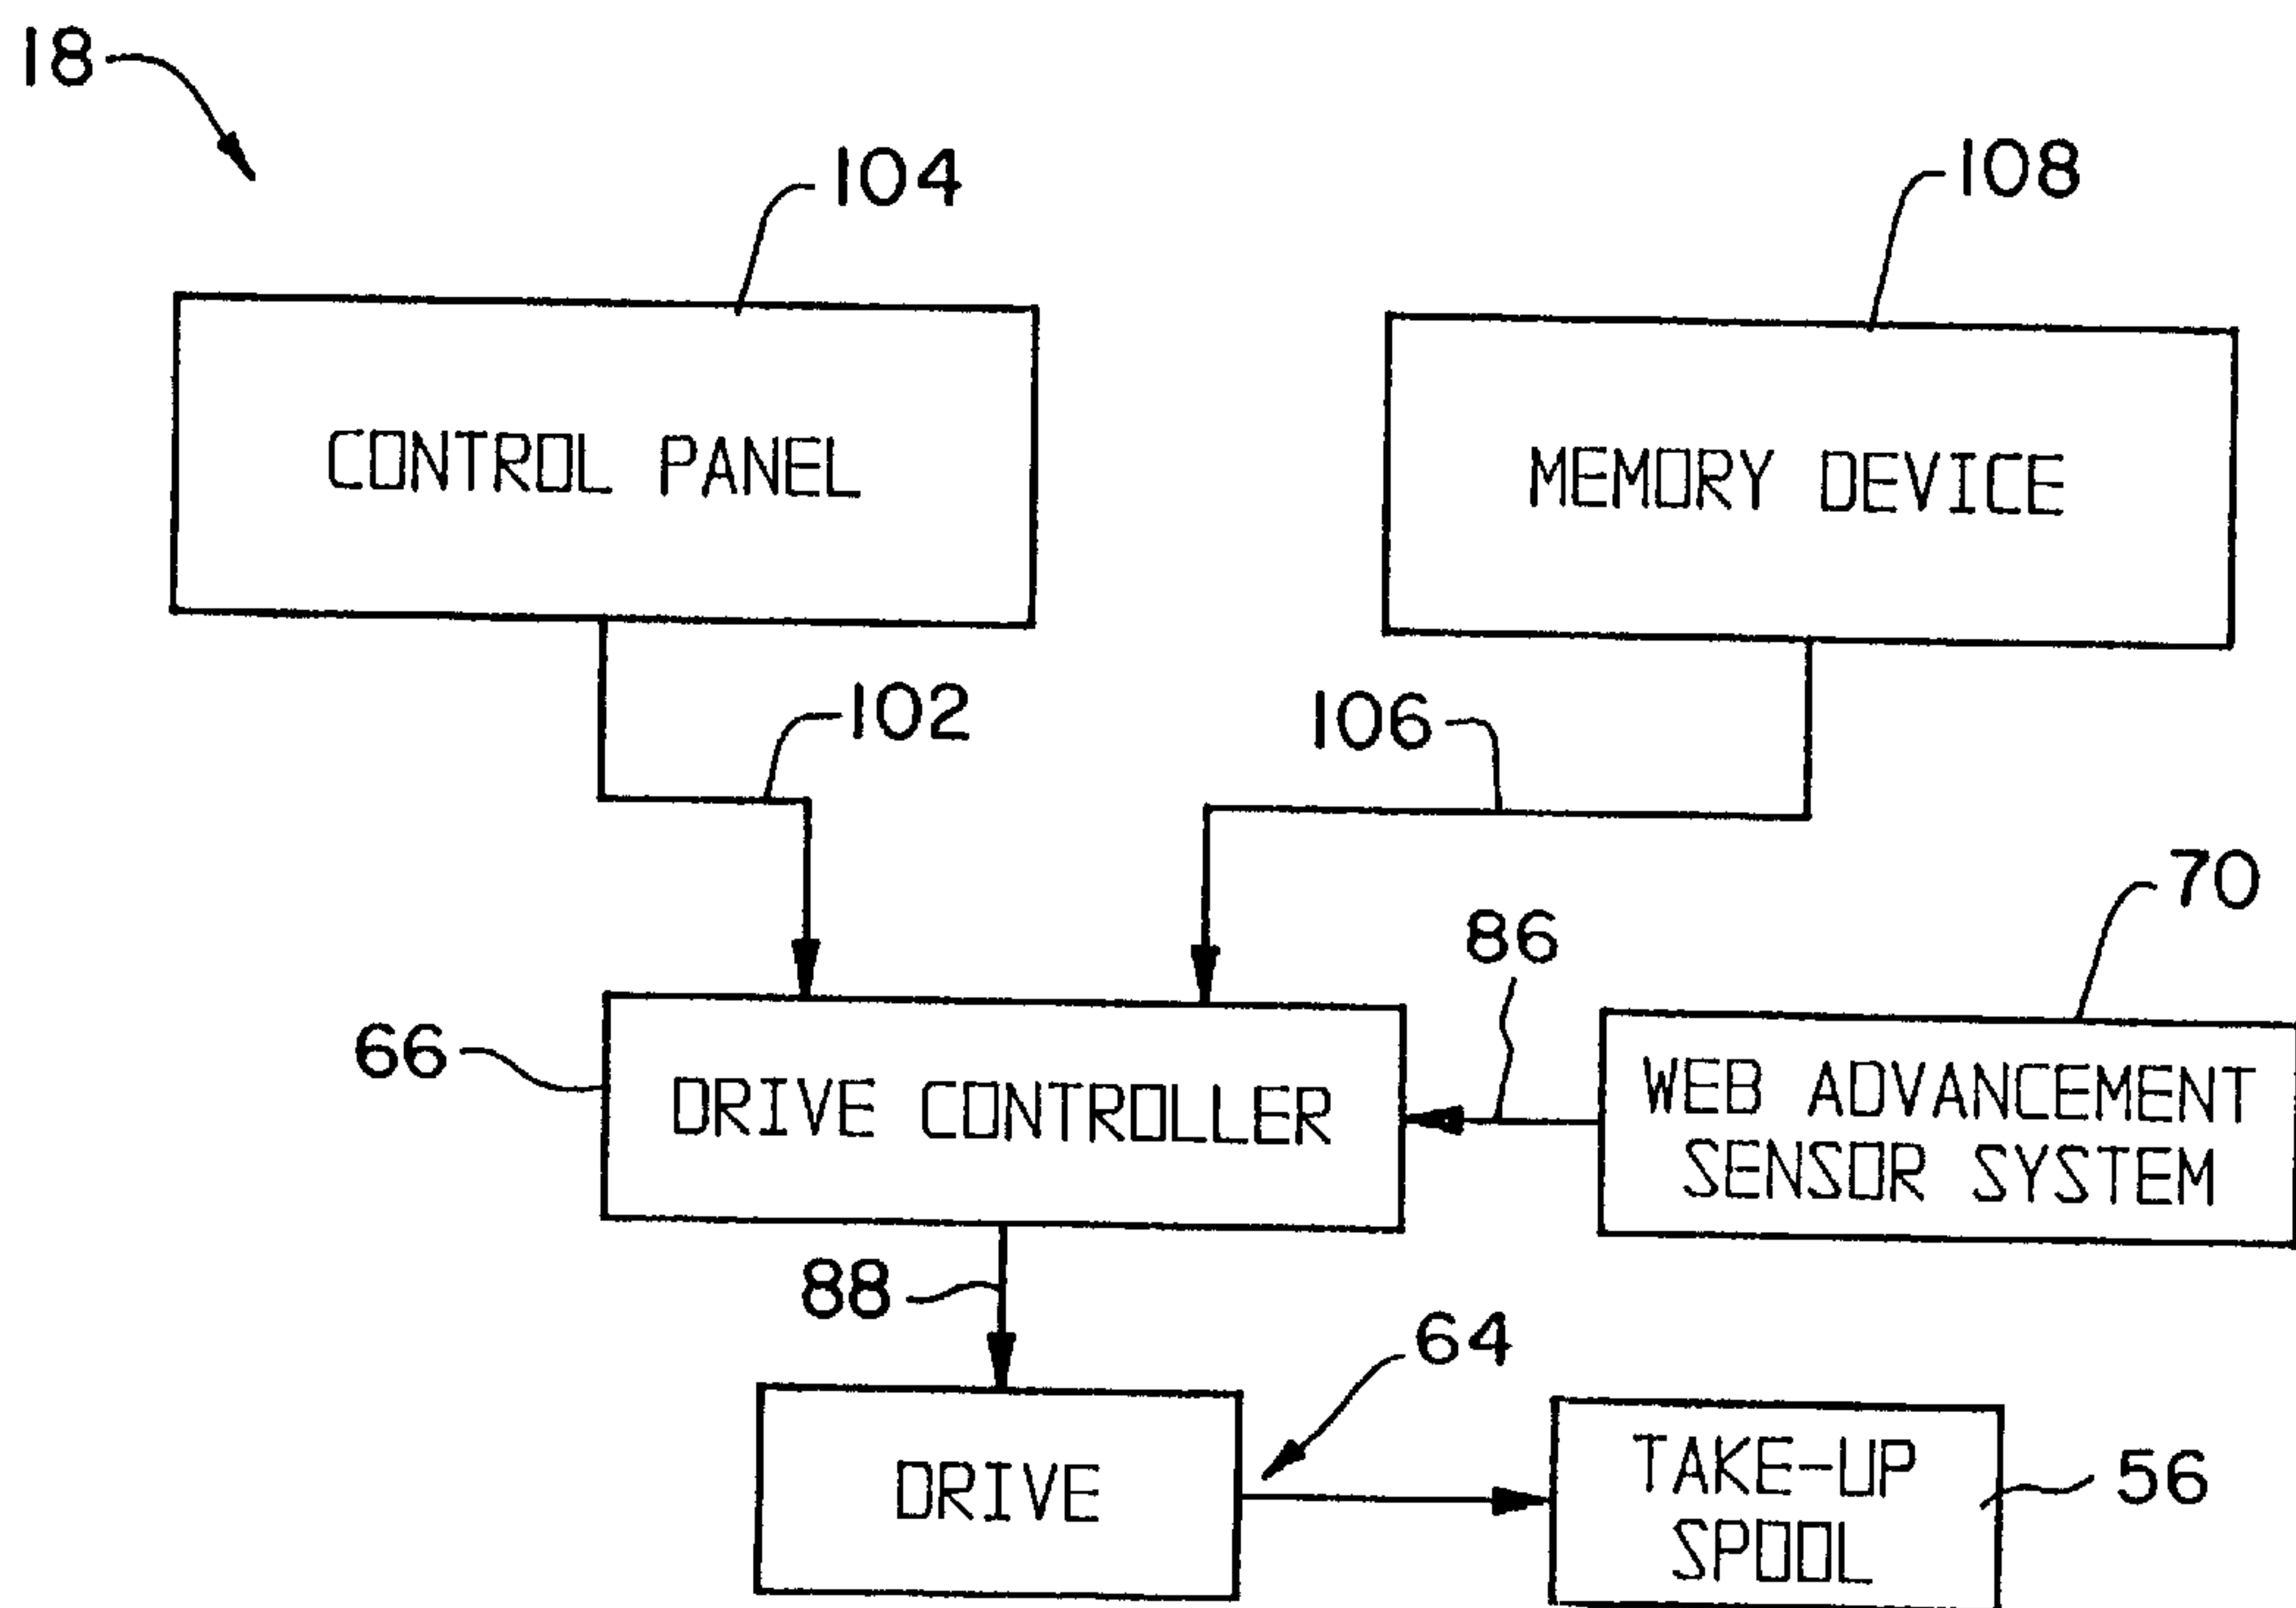 18
104
108
CONTROL PANEL
MEMORY DEVICE
102
106
70
86
66
DRIVE CONTROLLER
WEB ADVANCEMENT
SENSOR SYSTEM
88
64
DRIVE
TAKE-UP
SPOOL
56